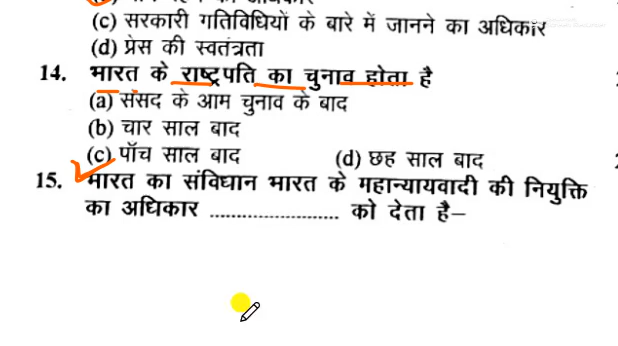 (c) सरकारी गतिविधियों के बारे में जानने का अधिकार
(d) प्रेस की स्वतंत्रता
14. भारत के राष्ट्रपति का चुनाव होता है
(a) संसद के आम चुनाव के बाद
(b) चार साल बाद
(c) पाँच साल बाद (d) छह साल बाद
15. भारत का संविधान भारत के महान्यायवादी की नियुक्ति
का अधिकार ........................ को देता है–